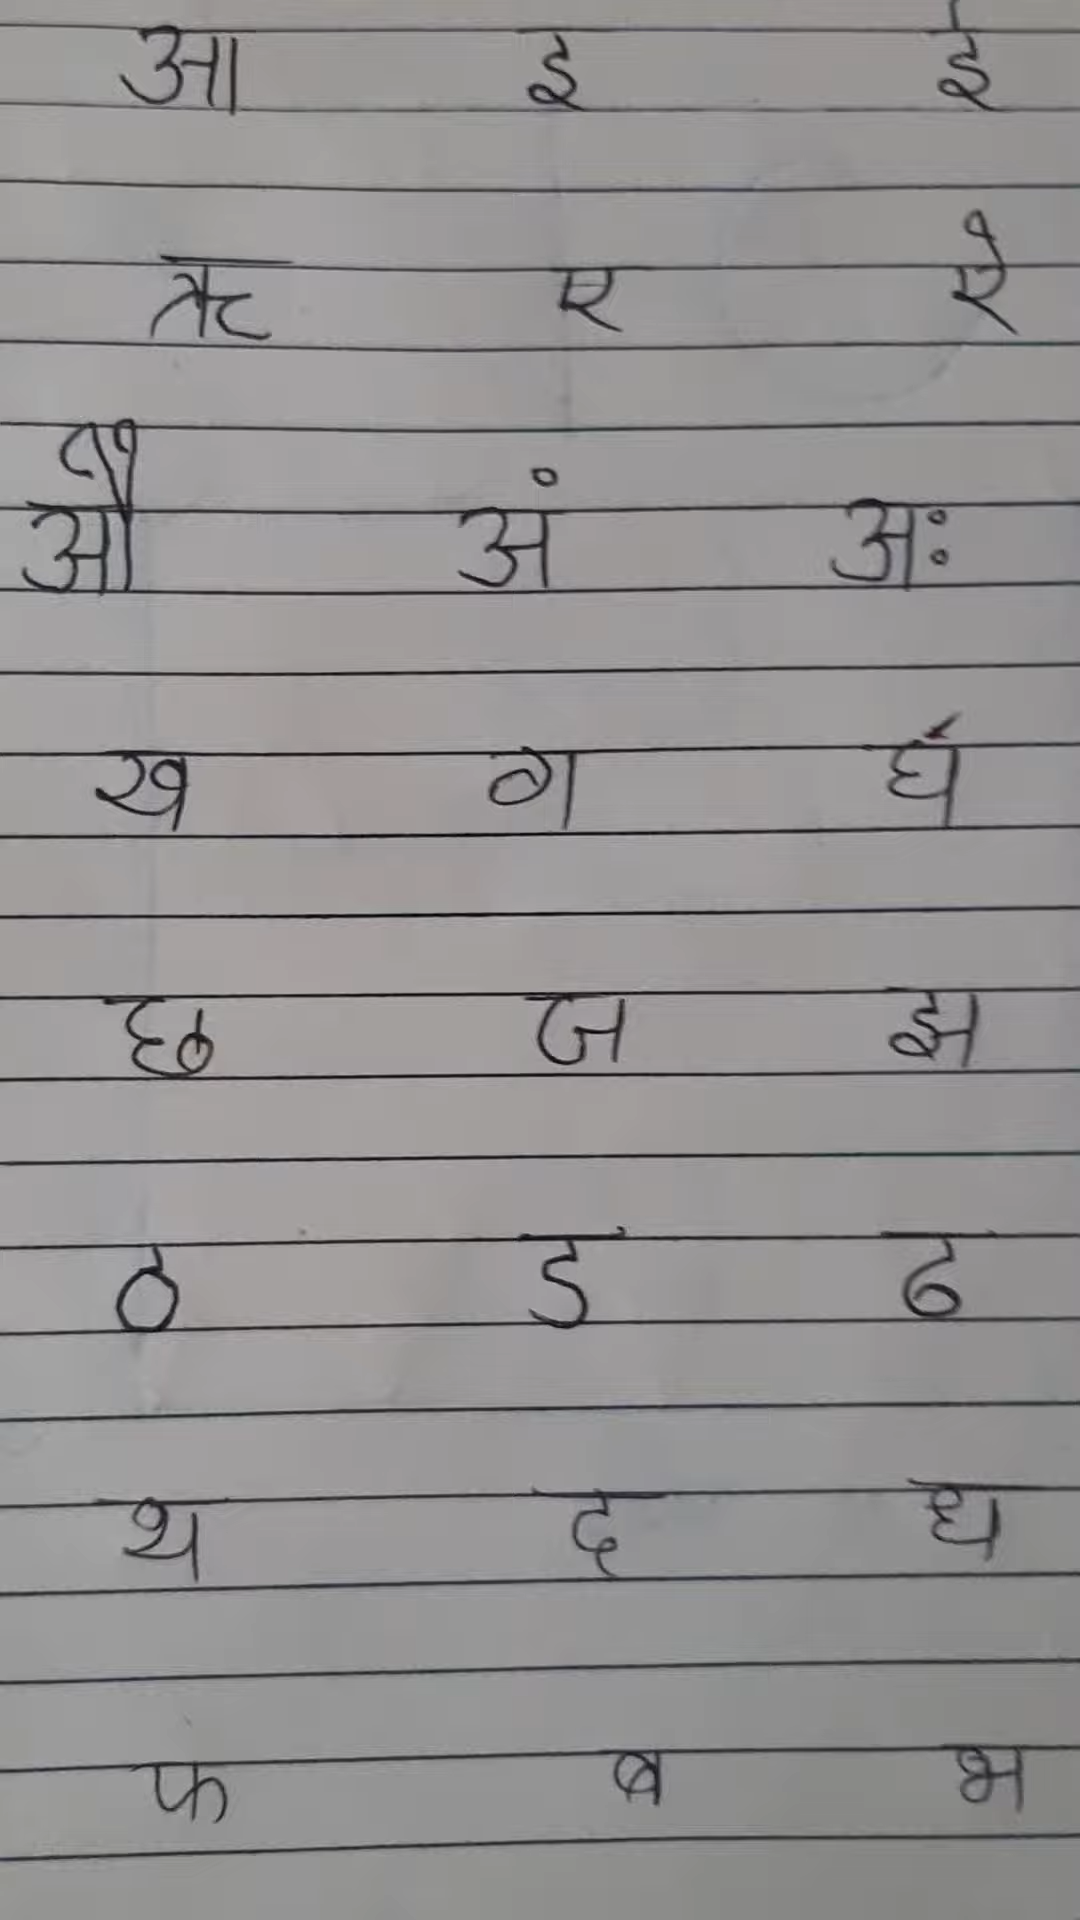 आ इ ई
ऋ ए ऐ
औ अं अः
ख ग घ
छ ज झ
ठ ड ढ
थ द ध
फ ब भ